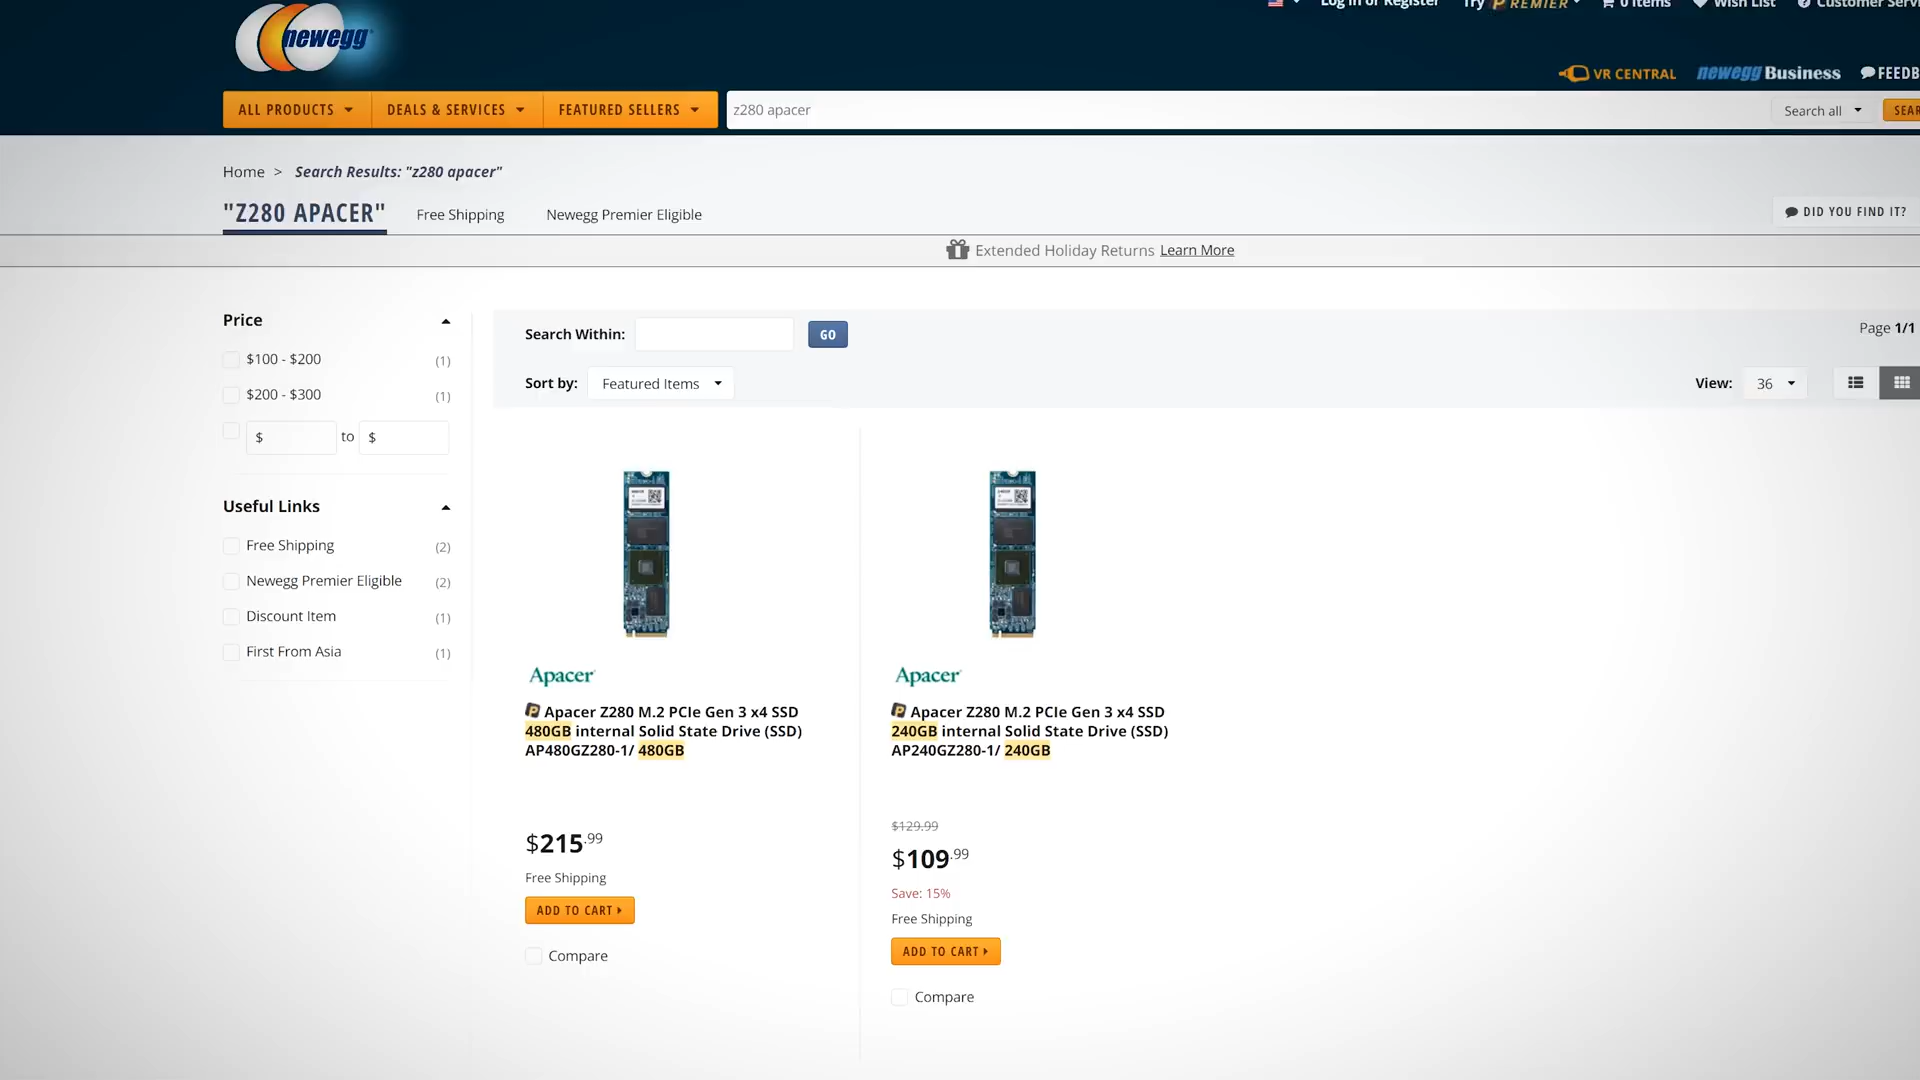 Log in or Register
Try PREMIER
0 Items
Wish List
Customer Serv
newegg
VR CENTRAL
newegg Business
FEEDB
ALL PRODUCTS
DEALS & SERVICES
FEATURED SELLERS
z280 apacer
Search all
SEAR
Home > Search Results: "z280 apacer"
"Z280 APACER"
Free Shipping
Newegg Premier Eligible
DID YOU FIND IT?
Extended Holiday Returns Learn More
Price
$100 - $200 (1)
$200 - $300 (1)
$ to $
Useful Links
Free Shipping (2)
Newegg Premier Eligible (2)
Discount Item (1)
First From Asia (1)
Search Within:
GO
Page 1/1
Sort by: Featured Items
View: 36
Apacer
Apacer Z280 M.2 PCIe Gen 3 x4 SSD
480GB internal Solid State Drive (SSD)
AP480GZ280-1/ 480GB
$215.99
Free Shipping
ADD TO CART
Compare
Apacer
Apacer Z280 M.2 PCIe Gen 3 x4 SSD
240GB internal Solid State Drive (SSD)
AP240GZ280-1/ 240GB
$129.99
$109.99
Save: 15%
Free Shipping
ADD TO CART
Compare